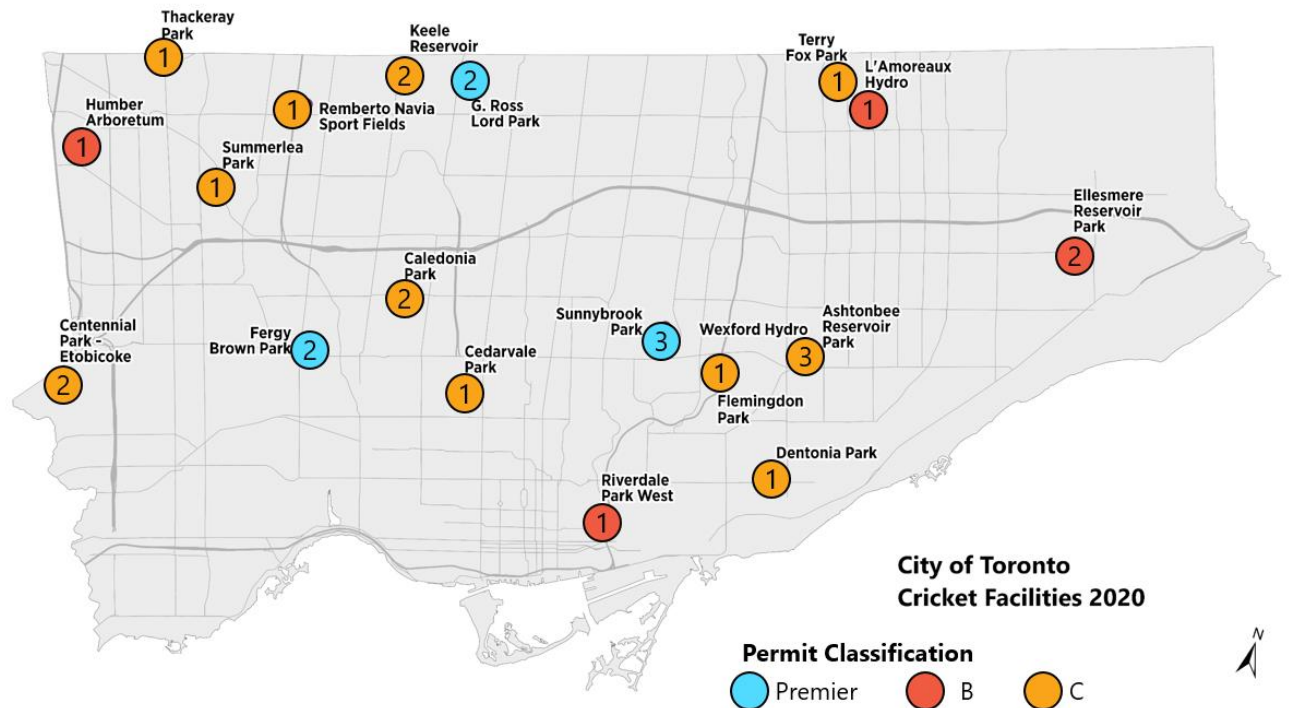 Thackeray
Park
1
Keele
Reservoir
2
2
G. Ross
Lord Park
Terry
Fox Park
1
L'Amoreaux
Hydro
1
Humber
Arboretum
1
1
Remberto Navia
Sport Fields
Summerlea
Park
1
Ellesmere
Reservoir
Park
2
Caledonia
Park
2
Centennial
Park -
Etobicoke
2
Fergy
Brown Park
2
Cedarvale
Park
1
Sunnybrook
Park
3
Wexford Hydro
1
Flemingdon
Park
Ashtonbee
Reservoir
Park
3
Dentonia Park
1
Riverdale
Park West
1
City of Toronto
Cricket Facilities 2020
N
Permit Classification
Premier
B
C